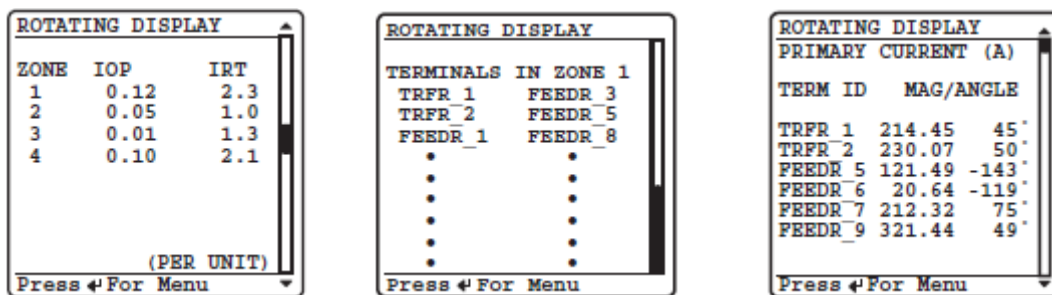 ROTATING DISPLAY
ZONE IOP IRT
1 0.12 2.3
2 0.05 1.0
3 0.01 1.3
4 0.10 2.1
(PER UNIT)
Press ↵ For Menu
ROTATING DISPLAY
TERMINALS IN ZONE 1
TRFR_1 FEEDR_3
TRFR_2 FEEDR_5
FEEDR_1 FEEDR_8
• •
• •
• •
• •
• •
• •
Press ↵ For Menu
ROTATING DISPLAY
PRIMARY CURRENT (A)
TERM ID MAG/ANGLE
TRFR_1 214.45 45°
TRFR_2 230.07 50°
FEEDR_5 121.49 -143°
FEEDR_6 20.64 -119°
FEEDR_7 212.32 75°
FEEDR_9 321.44 49°
Press ↵ For Menu